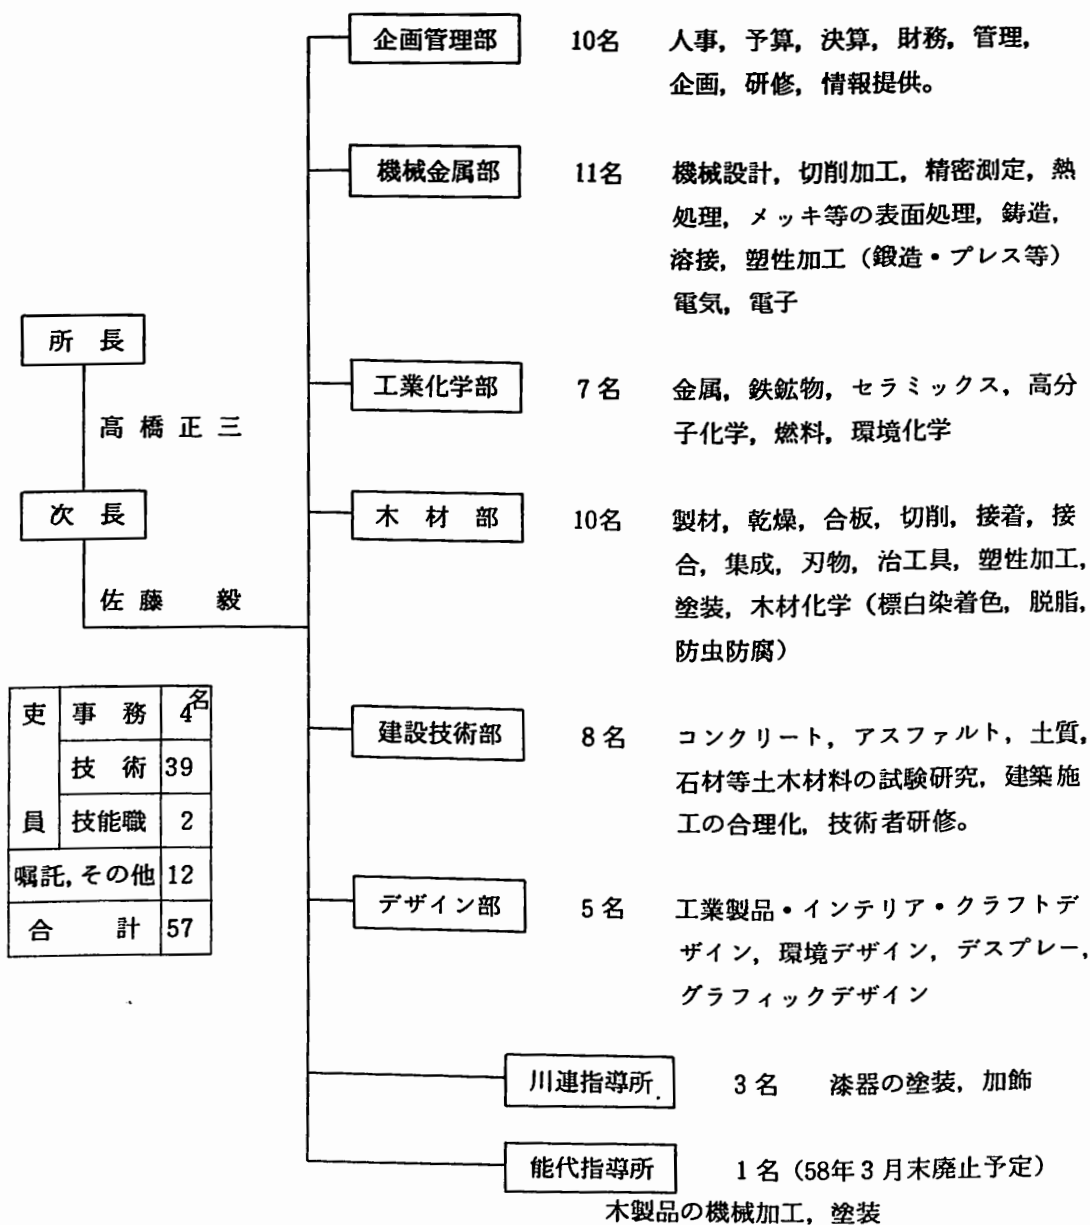 企画管理部 10名 人事，予算，決算，財務，管理，
企画，研修，情報提供。
機械金属部 11名 機械設計，切削加工，精密測定，熱
処理，メッキ等の表面処理，鋳造，
溶接，塑性加工（鍛造・プレス等）
電気，電子
所長
工業化学部 7名 金属，鉄鉱物，セラミックス，高分
子化学，燃料，環境化学
高橋正三
次長
木材部 10名 製材，乾燥，合板，切削，接着，接
合，集成，刃物，治工具，塑性加工，
塗装，木材化学（標白染着色，脱脂，
防虫防腐）
佐藤 毅
吏員 事務 4名
技術 39
技能職 2
嘱託，その他 12
合計 57
建設技術部 8名 コンクリート，アスファルト，土質，
石材等土木材料の試験研究，建築施
工の合理化，技術者研修。
デザイン部 5名 工業製品・インテリア・クラフトデ
ザイン，環境デザイン，デスプレー，
グラフィックデザイン
川連指導所 3名 漆器の塗装，加飾
能代指導所 1名（58年3月末廃止予定）
木製品の機械加工，塗装